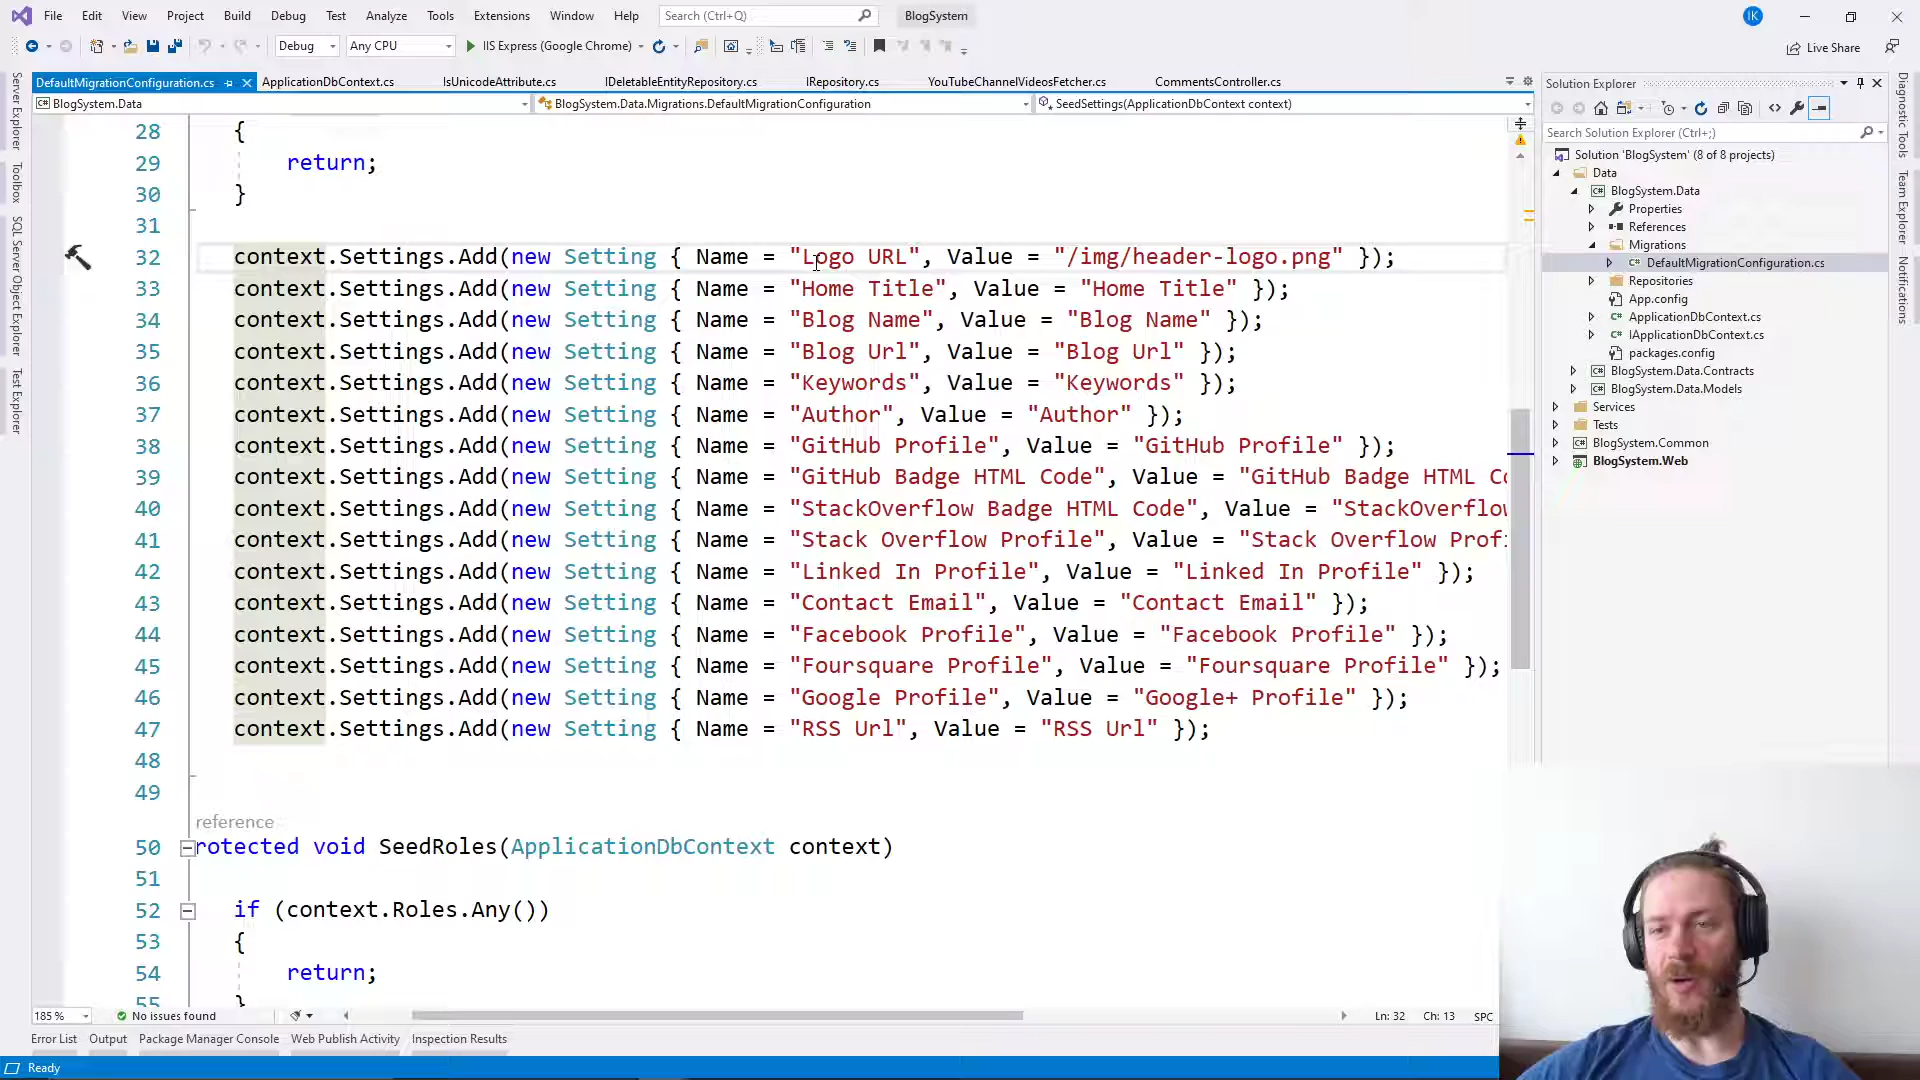 File Edit View Project Build Debug Test Analyze Tools Extensions Window Help Search (Ctrl+Q) BlogSystem IK
Debug Any CPU IIS Express (Google Chrome) Live Share
DefaultMigrationConfiguration.cs ApplicationDbContext.cs IsUnicodeAttribute.cs IDeletableEntityRepository.cs IRepository.cs YouTubeChannelVideosFetcher.cs CommentsController.cs
BlogSystem.Data BlogSystem.Data.Migrations.DefaultMigrationConfiguration SeedSettings(ApplicationDbContext context)
Server Explorer
Toolbox
SQL Server Object Explorer
Test Explorer
28 {
29 return;
30 }
31
32 context.Settings.Add(new Setting { Name = "Logo URL", Value = "/img/header-logo.png" });
33 context.Settings.Add(new Setting { Name = "Home Title", Value = "Home Title" });
34 context.Settings.Add(new Setting { Name = "Blog Name", Value = "Blog Name" });
35 context.Settings.Add(new Setting { Name = "Blog Url", Value = "Blog Url" });
36 context.Settings.Add(new Setting { Name = "Keywords", Value = "Keywords" });
37 context.Settings.Add(new Setting { Name = "Author", Value = "Author" });
38 context.Settings.Add(new Setting { Name = "GitHub Profile", Value = "GitHub Profile" });
39 context.Settings.Add(new Setting { Name = "GitHub Badge HTML Code", Value = "GitHub Badge HTML Co
40 context.Settings.Add(new Setting { Name = "StackOverflow Badge HTML Code", Value = "StackOverflow
41 context.Settings.Add(new Setting { Name = "Stack Overflow Profile", Value = "Stack Overflow Profi
42 context.Settings.Add(new Setting { Name = "Linked In Profile", Value = "Linked In Profile" });
43 context.Settings.Add(new Setting { Name = "Contact Email", Value = "Contact Email" });
44 context.Settings.Add(new Setting { Name = "Facebook Profile", Value = "Facebook Profile" });
45 context.Settings.Add(new Setting { Name = "Foursquare Profile", Value = "Foursquare Profile" });
46 context.Settings.Add(new Setting { Name = "Google Profile", Value = "Google+ Profile" });
47 context.Settings.Add(new Setting { Name = "RSS Url", Value = "RSS Url" });
48
49
reference
50 rotected void SeedRoles(ApplicationDbContext context)
51
52 if (context.Roles.Any())
53 {
54 return;
55 }
185 % No issues found Ln: 32 Ch: 13 SPC
Error List Output Package Manager Console Web Publish Activity Inspection Results
Ready
Solution Explorer
Search Solution Explorer (Ctrl+;)
Solution 'BlogSystem' (8 of 8 projects)
Data
BlogSystem.Data
Properties
References
Migrations
DefaultMigrationConfiguration.cs
Repositories
App.config
ApplicationDbContext.cs
IApplicationDbContext.cs
packages.config
BlogSystem.Data.Contracts
BlogSystem.Data.Models
Services
Tests
BlogSystem.Common
BlogSystem.Web
Diagnostic Tools
Team Explorer
Notifications